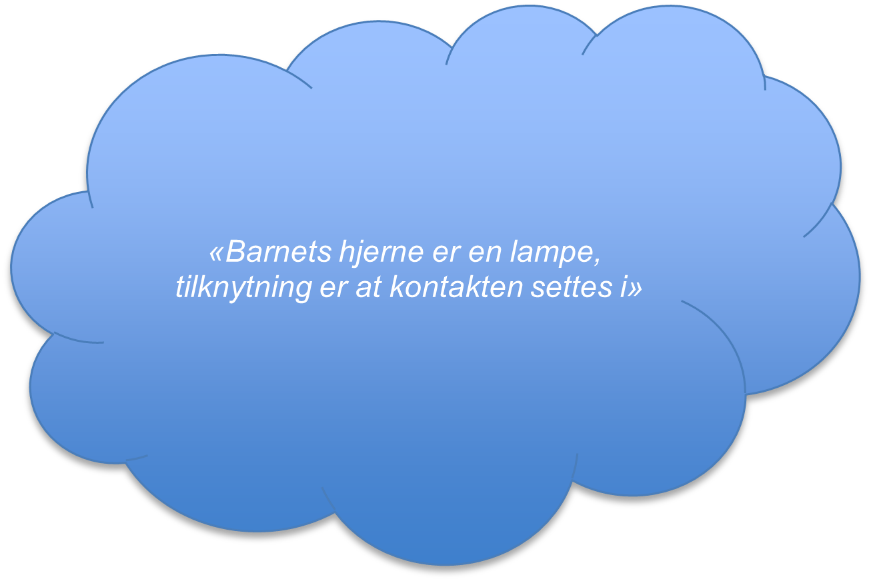 «Barnets hjerne er en lampe,
tilknytning er at kontakten settes i»